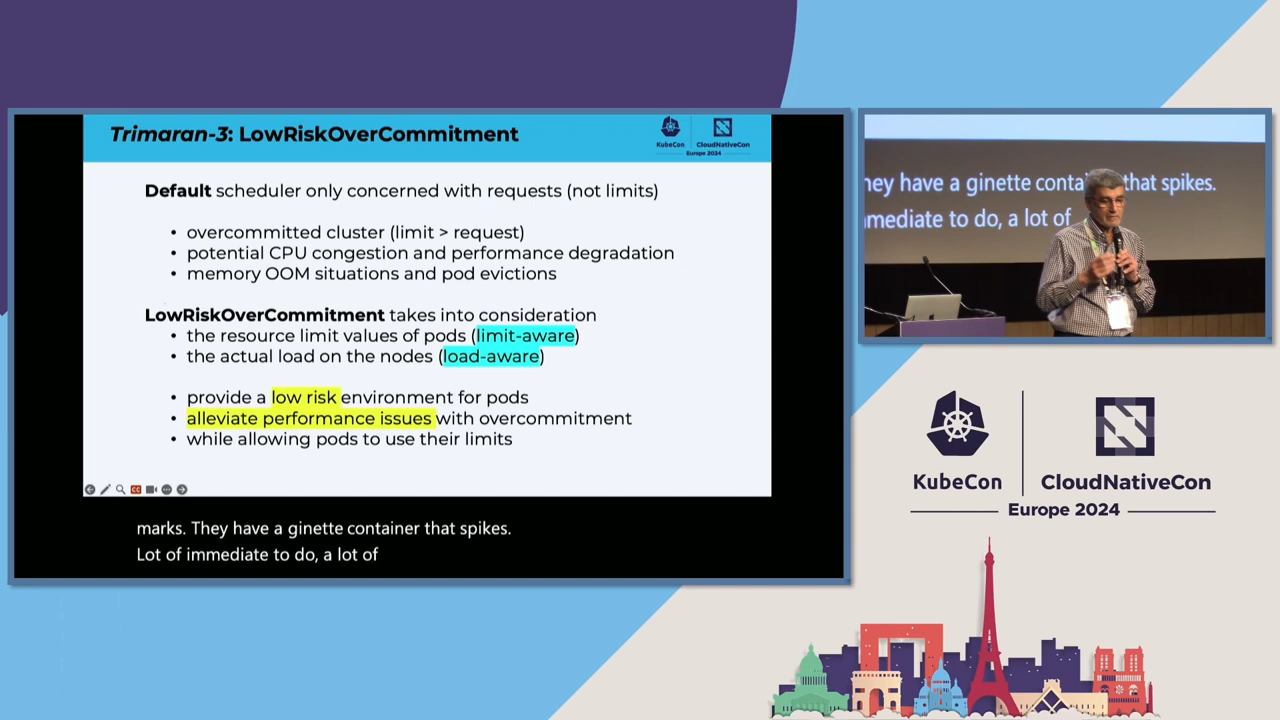 Trimaran-3: LowRiskOverCommitment
KubeCon
CloudNativeCon
Europe 2024
Default scheduler only concerned with requests (not limits)
• overcommitted cluster (limit > request)
• potential CPU congestion and performance degradation
• memory OOM situations and pod evictions
LowRiskOverCommitment takes into consideration
• the resource limit values of pods (limit-aware)
• the actual load on the nodes (load-aware)
• provide a low risk environment for pods
• alleviate performance issues with overcommitment
• while allowing pods to use their limits
CC
marks. They have a ginette container that spikes.
Lot of immediate to do, a lot of
hey have a ginette contai that spikes.
mediate to do, a lot of
KubeCon
CloudNativeCon
Europe 2024